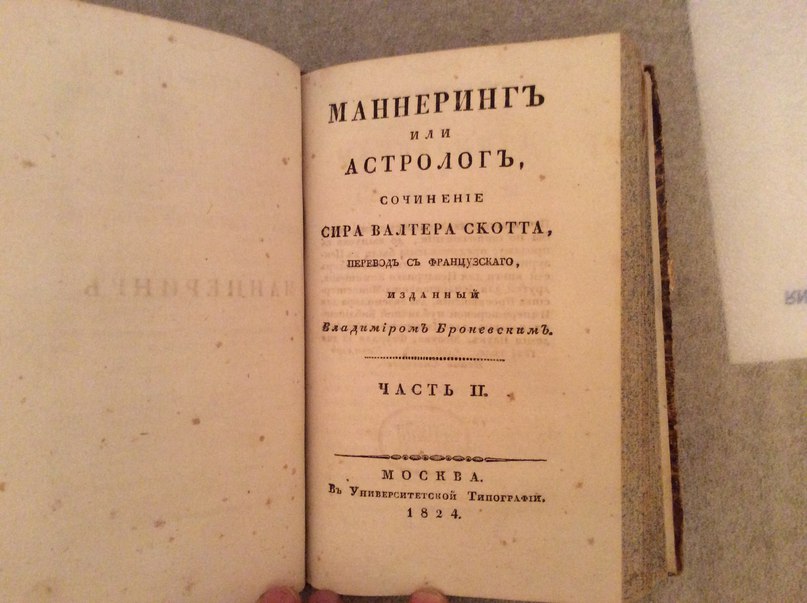 МАННЕРИНГЪ
ИЛИ
АСТРОЛОГЪ,
СОЧИНЕНІЕ
СИРА ВАЛТЕРА СКОТТА,
ПЕРЕВОДЪ СЪ ФРАНЦУЗСКАГО,
ИЗДАННЫЙ
Владиміромъ Броневскимъ.
ЧАСТЬ II.
МОСКВА.
Въ Университетской Типографіи.
1824.